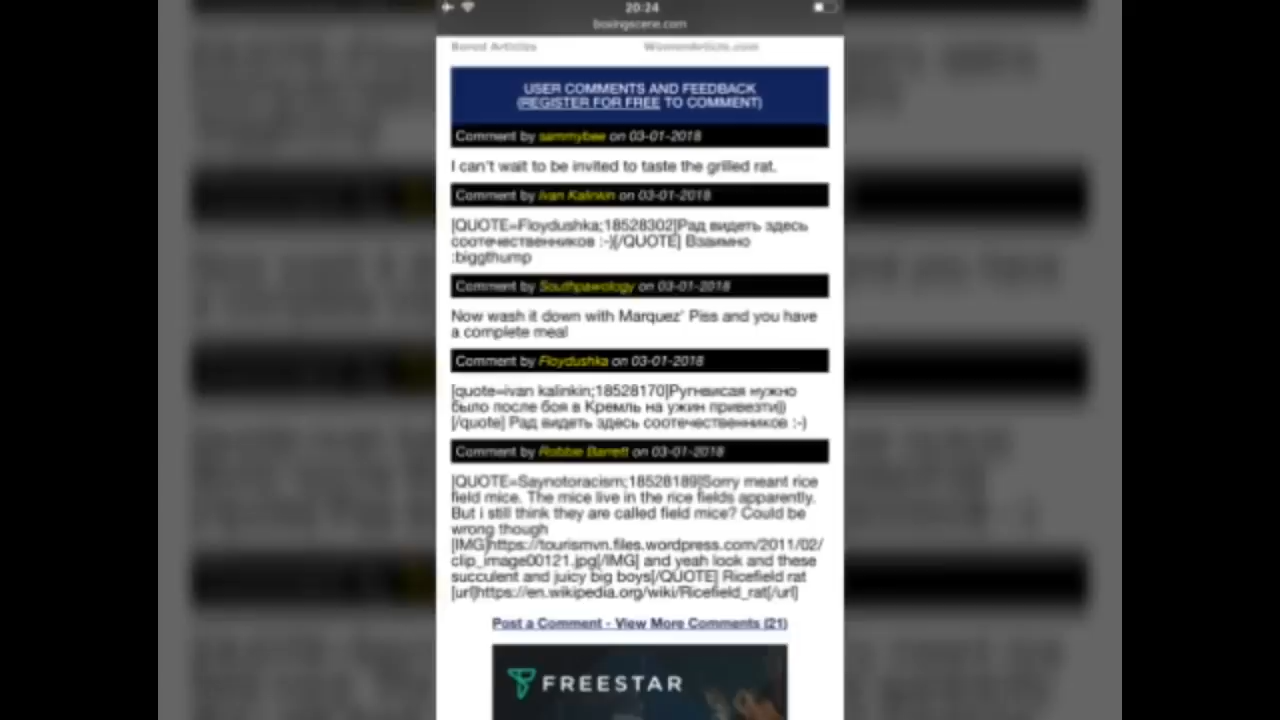 20:24
boxingscene.com
Bored Articles
WomenArticle.com
USER COMMENTS AND FEEDBACK
(REGISTER FOR FREE TO COMMENT)
Comment by sammybee on 03-01-2018
I can't wait to be invited to taste the grilled rat.
Comment by Ivan Kalinkin on 03-01-2018
[QUOTE=Floydushka;18528302]Рад видеть здесь
соотечественников :-)[/QUOTE] Взаимно
:biggthump
Comment by Southpawology on 03-01-2018
Now wash it down with Marquez' Piss and you have
a complete meal
Comment by Floydushka on 03-01-2018
[quote=ivan kalinkin;18528170]Рунгвисая нужно
было после боя в Кремль на ужин привезти))
[/quote] Рад видеть здесь соотечественников :-)
Comment by Robbie Barrett on 03-01-2018
[QUOTE=Saynotoracism;18528189]Sorry meant rice
field mice. The mice live in the rice fields apparently.
But i still think they are called field mice? Could be
wrong though
[IMG]https://tourismvn.files.wordpress.com/2011/02/
clip_image00121.jpg[/IMG] and yeah look and these
succulent and juicy big boys[/QUOTE] Ricefield rat
[url]https://en.wikipedia.org/wiki/Ricefield_rat[/url]
Post a Comment - View More Comments (21)
FREESTAR